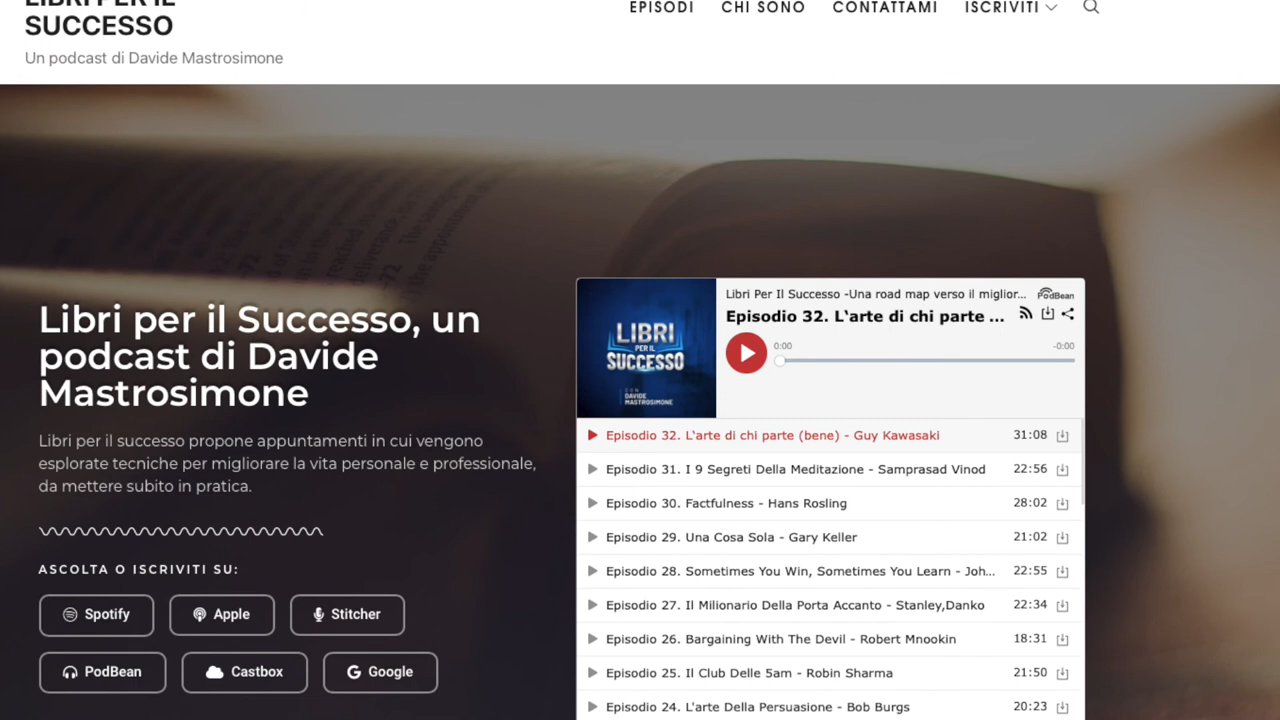 LIBRI PER IL
SUCCESSO
Un podcast di Davide Mastrosimone
EPISODI
CHI SONO
CONTATTAMI
ISCRIVITI
Libri per il Successo, un
podcast di Davide
Mastrosimone
Libri per il successo propone appuntamenti in cui vengono
esplorate tecniche per migliorare la vita personale e professionale,
da mettere subito in pratica.
ASCOLTA O ISCRIVITI SU:
Spotify
Apple
Stitcher
PodBean
Castbox
Google
LIBRI
PER IL
SUCCESSO
CON
DAVIDE
MASTROSIMONE
Libri Per Il Successo -Una road map verso il miglior...
PodBean
Episodio 32. L'arte di chi parte ...
0:00
-0:00
Episodio 32. L'arte di chi parte (bene) - Guy Kawasaki 31:08
Episodio 31. I 9 Segreti Della Meditazione - Samprasad Vinod 22:56
Episodio 30. Factfulness - Hans Rosling 28:02
Episodio 29. Una Cosa Sola - Gary Keller 21:02
Episodio 28. Sometimes You Win, Sometimes You Learn - Joh... 22:55
Episodio 27. Il Milionario Della Porta Accanto - Stanley,Danko 22:34
Episodio 26. Bargaining With The Devil - Robert Mnookin 18:31
Episodio 25. Il Club Delle 5am - Robin Sharma 21:50
Episodio 24. L'arte Della Persuasione - Bob Burgs 20:23